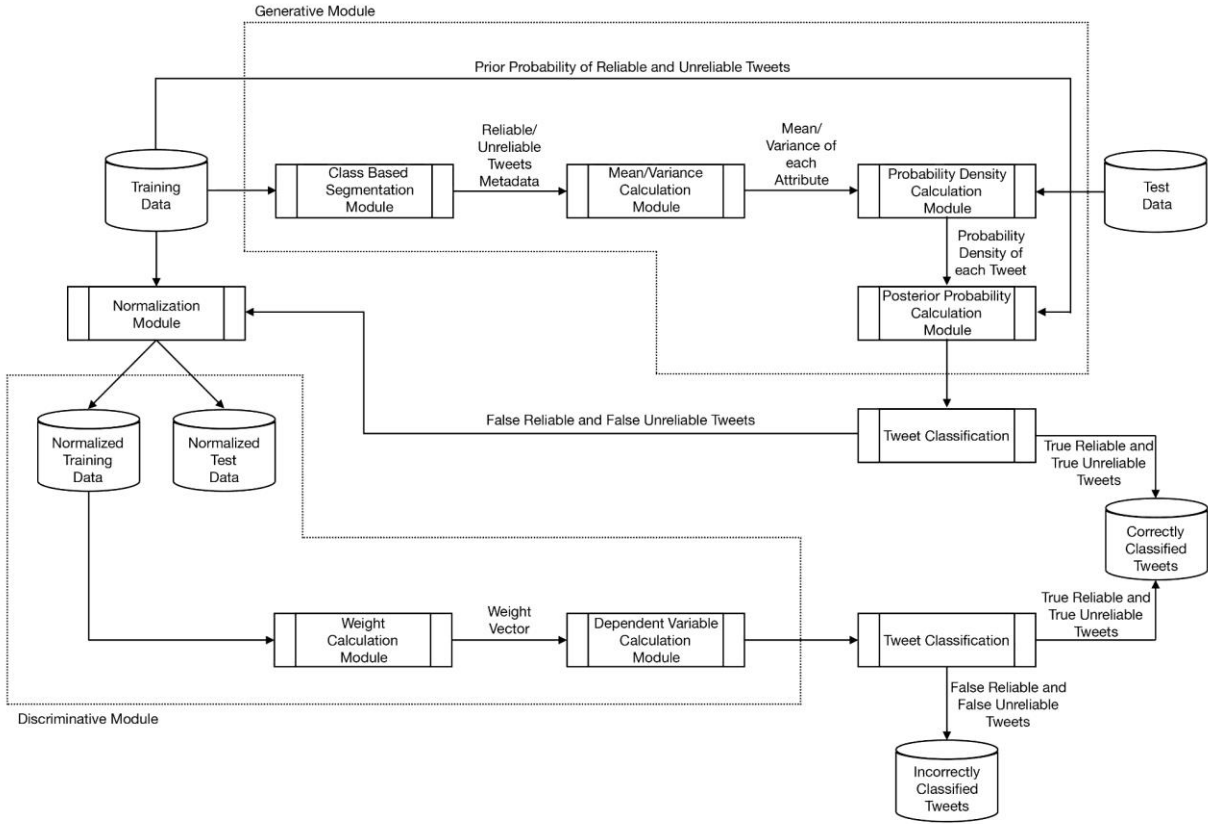 Generative Module
Prior Probability of Reliable and Unreliable Tweets
Training
Data
Class Based
Segmentation
Module
Reliable/
Unreliable
Tweets
Metadata
Mean/Variance
Calculation
Module
Mean/
Variance of
each
Attribute
Probability Density
Calculation
Module
Test
Data
Probability
Density of
each Tweet
Normalization
Module
Posterior Probability
Calculation
Module
False Reliable and False Unreliable Tweets
Tweet Classification
True Reliable and
True Unreliable
Tweets
Normalized
Training
Data
Normalized
Test
Data
Correctly
Classified
Tweets
Weight
Calculation
Module
Weight
Vector
Dependent Variable
Calculation
Module
Tweet Classification
True Reliable and
True Unreliable
Tweets
False Reliable and
False Unreliable
Tweets
Discriminative Module
Incorrectly
Classified
Tweets